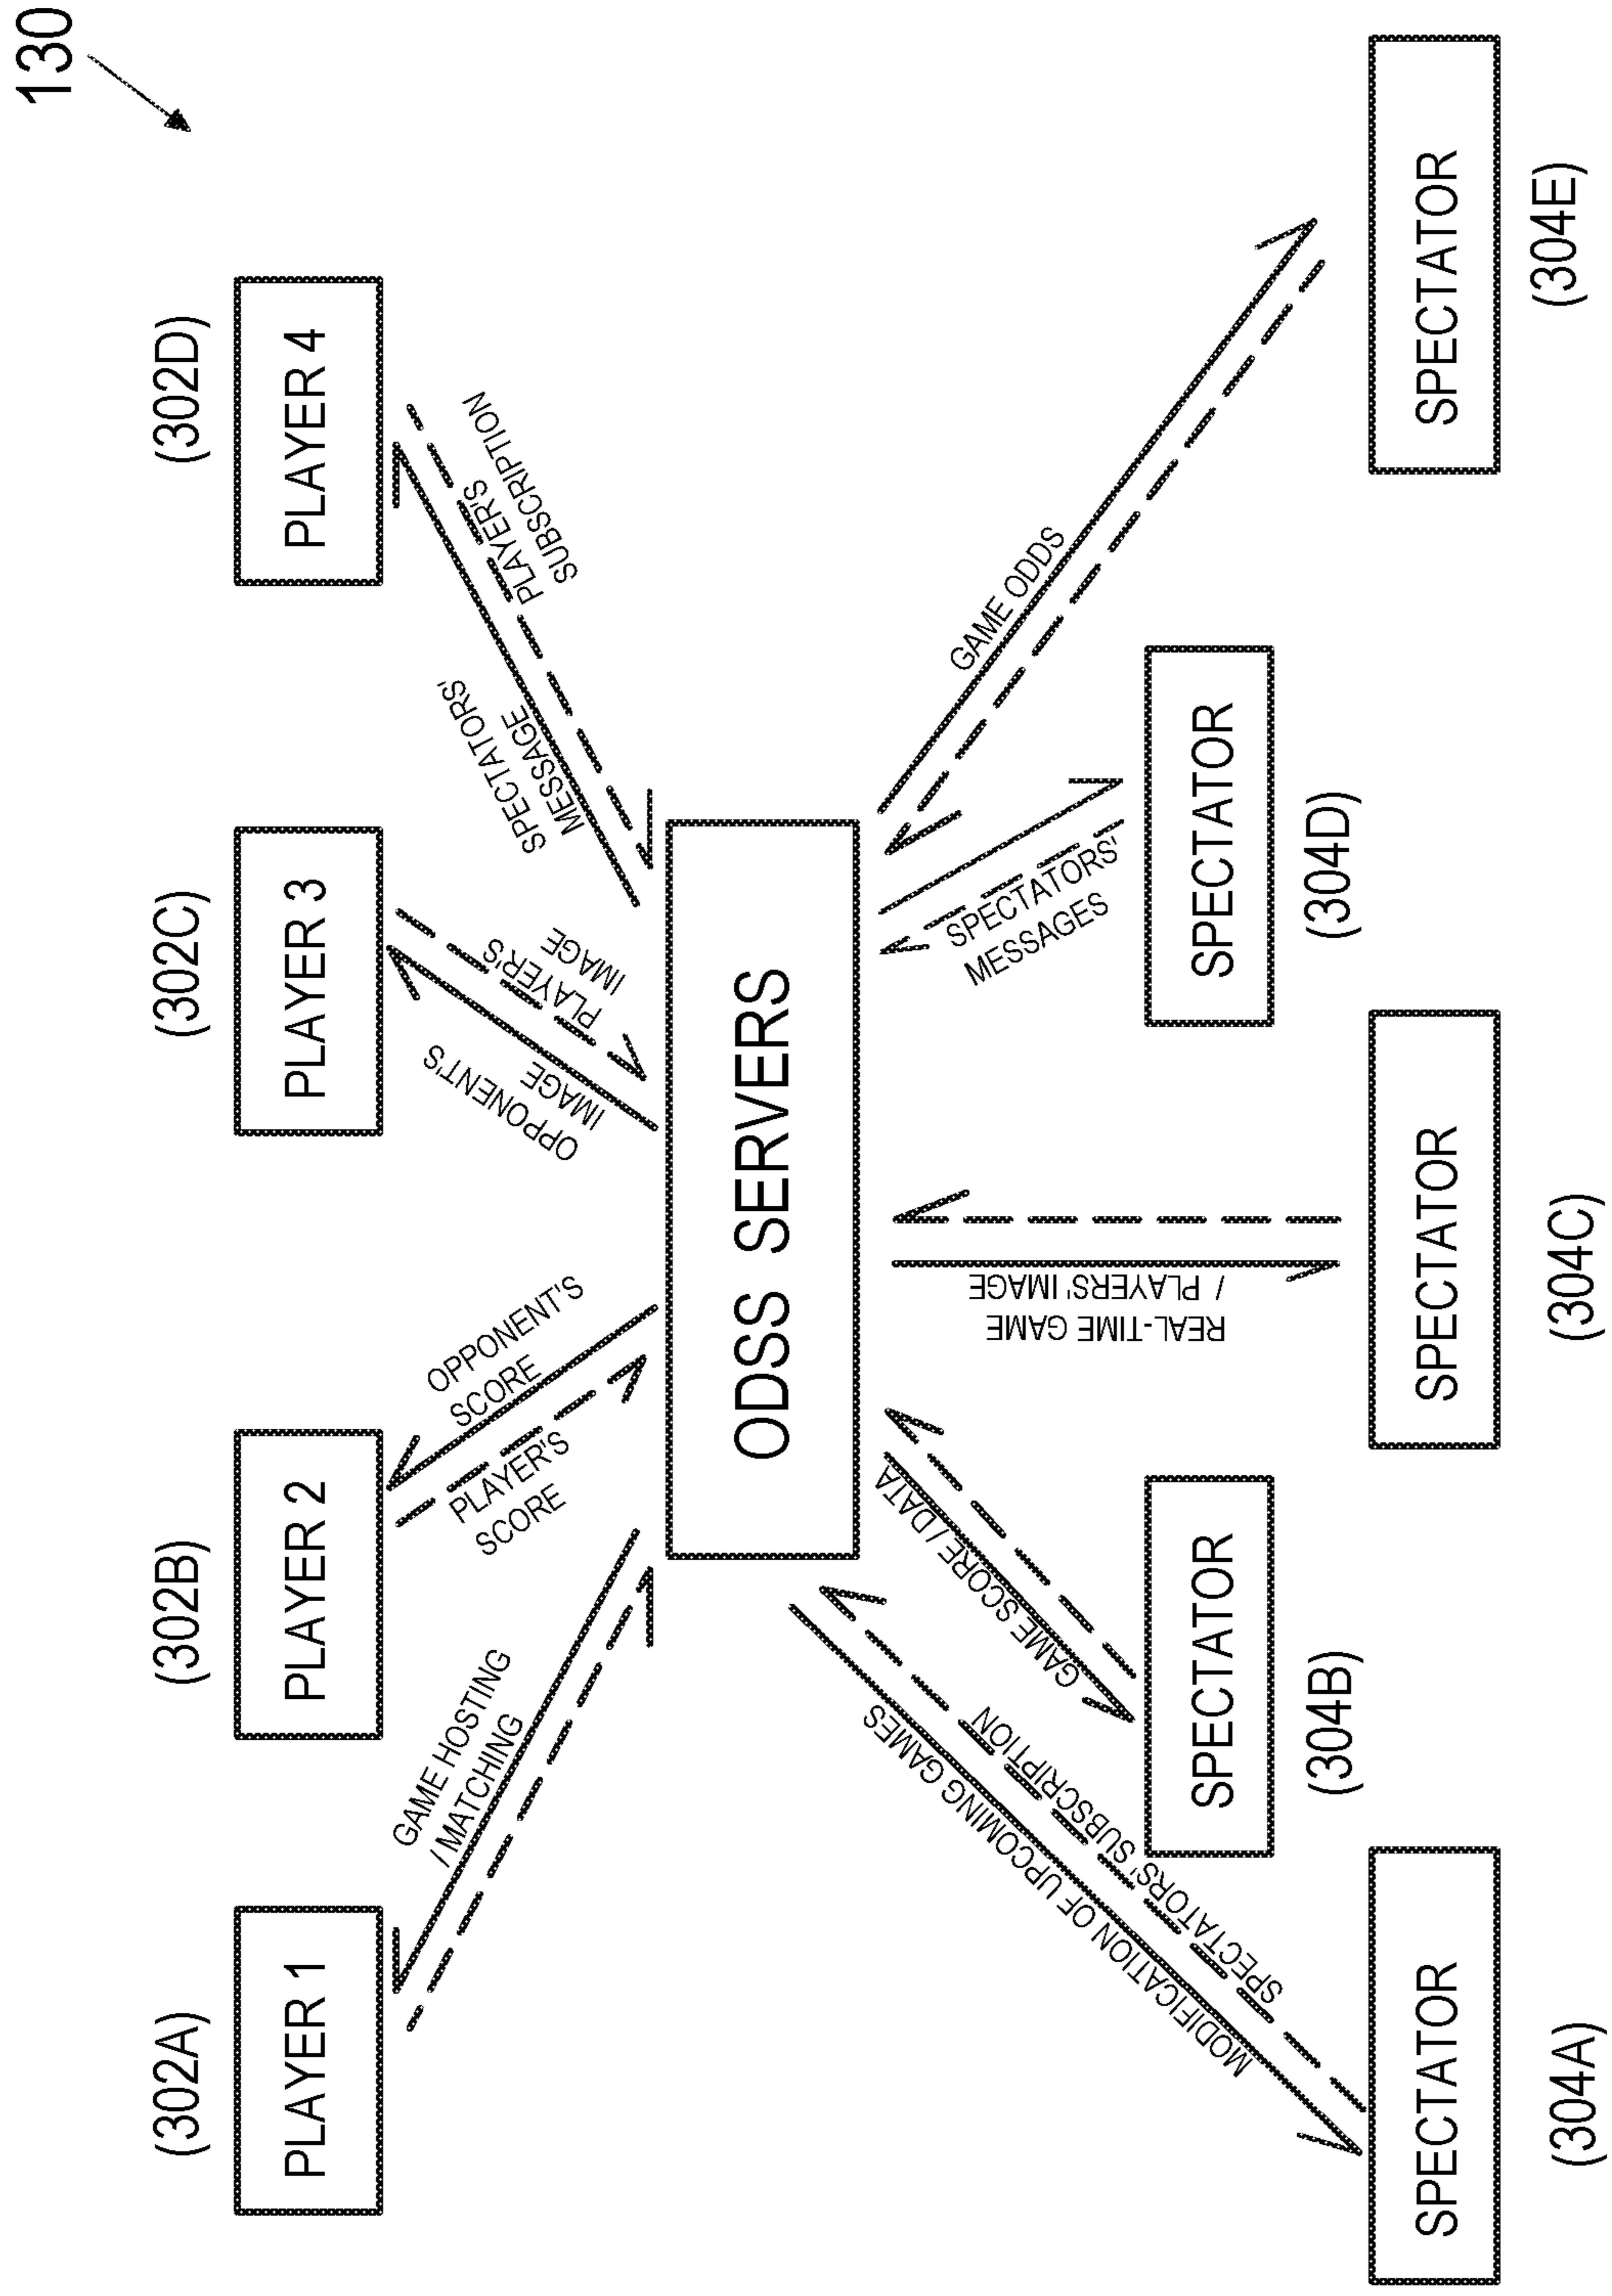 130
(302A)
(302B)
(302C)
(302D)
PLAYER 1
PLAYER 2
PLAYER 3
PLAYER 4
GAME HOSTING
/ MATCHING
OPPONENT'S
SCORE
PLAYER'S
SCORE
OPPONENT'S
IMAGE
PLAYER'S
IMAGE
SPECTATORS'
MESSAGE
PLAYER'S
SUBSCRIPTION
ODSS SERVERS
MODIFICATION OF UPCOMING GAMES
SPECTATORS' SUBSCRIPTION
GAME SCORE / DATA
REAL-TIME GAME
/ PLAYERS' IMAGE
SPECTATORS'
MESSAGES
GAME ODDS
SPECTATOR
(304B)
SPECTATOR
(304D)
SPECTATOR
(304A)
SPECTATOR
(304C)
SPECTATOR
(304E)